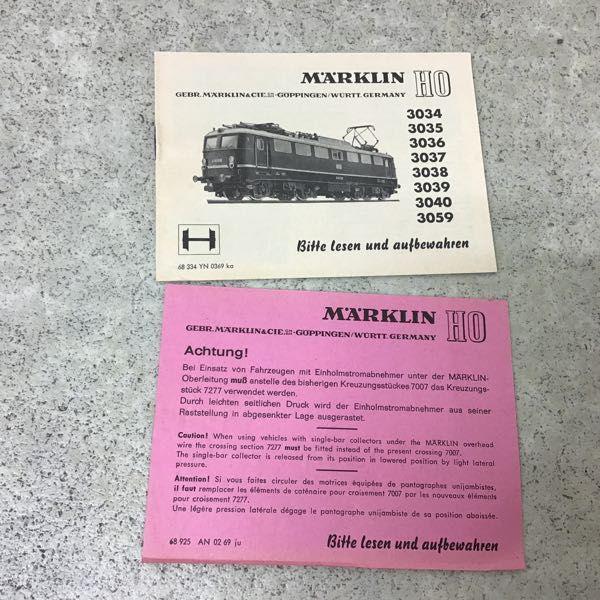 MÄRKLIN HO
GEBR. MÄRKLIN & CIE. GÖPPINGEN/WÜRTT. GERMANY
3034
3035
3036
3037
3038
3039
3040
3059
Bitte lesen und aufbewahren
68 334 YN 0369 ka
MÄRKLIN HO
GEBR. MÄRKLIN & CIE. GÖPPINGEN/WÜRTT. GERMANY
Achtung!
Bei Einsatz von Fahrzeugen mit Einholmstromabnehmer unter der MÄRKLIN-
Oberleitung muß anstelle des bisherigen Kreuzungsstückes 7007 das Kreuzungs-
stück 7277 verwendet werden.
Durch leichten seitlichen Druck wird der Einholmstromabnehmer aus seiner
Raststellung in abgesenkter Lage ausgerastet.
Caution! When using vehicles with single-bar collectors under the MÄRKLIN overhead
wire the crossing section 7277 must be fitted instead of the present crossing 7007.
The single-bar collector is released from its position in lowered position by light lateral
pressure.
Attention! Si vous faites circuler des motrices équipées de pantographes unijambistes,
il faut remplacer les éléments de caténaire pour croisement 7007 par les nouveaux éléments
pour croisement 7277.
Une légère pression latérale dégage le pantographe unijambiste de sa position abaissée.
68 925 AN 02 69 ju
Bitte lesen und aufbewahren